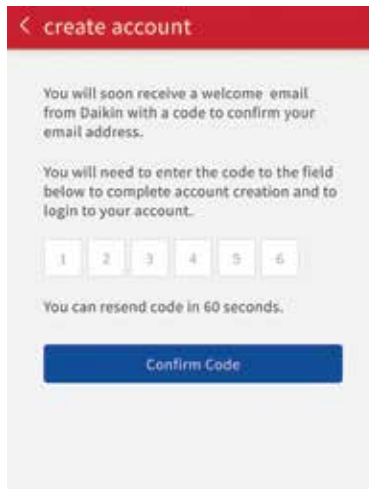 < create account
You will soon receive a welcome email
from Daikin with a code to confirm your
email address.
You will need to enter the code to the field
below to complete account creation and to
login to your account.
1 2 3 4 5 6
You can resend code in 60 seconds.
Confirm Code